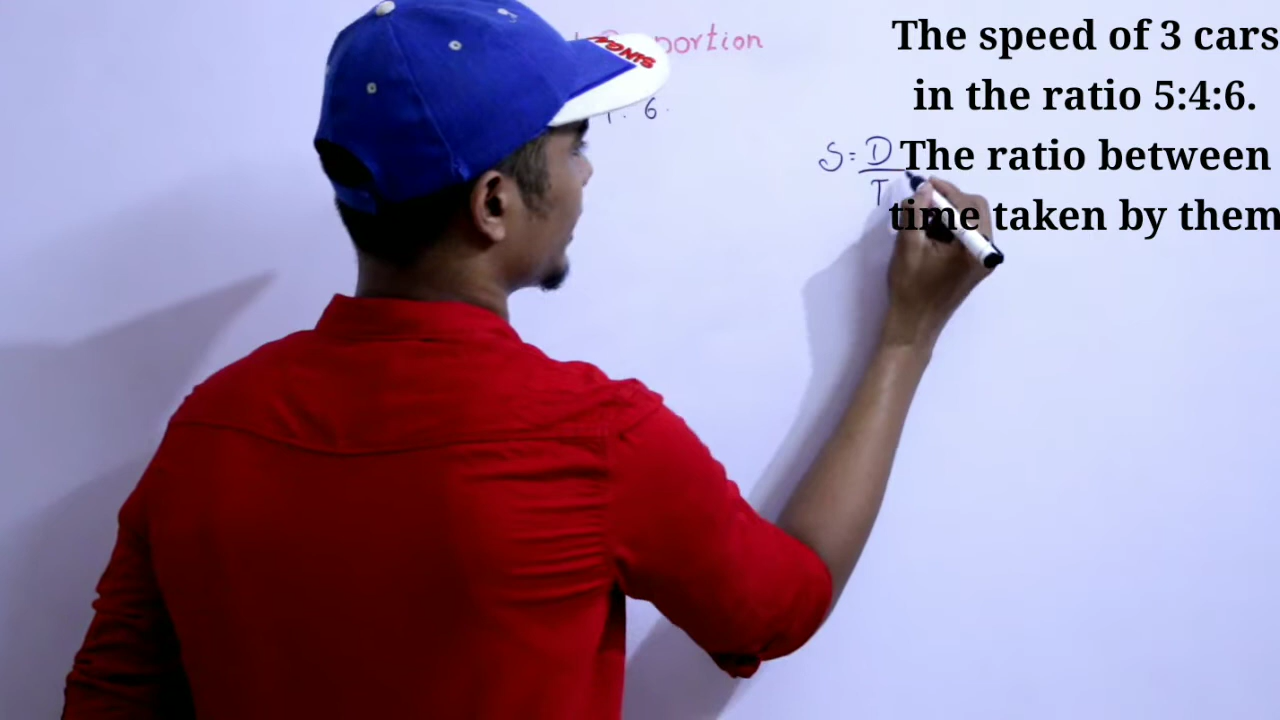 portion
6.
S = D
T
The speed of 3 cars
in the ratio 5:4:6.
The ratio between
time taken by them